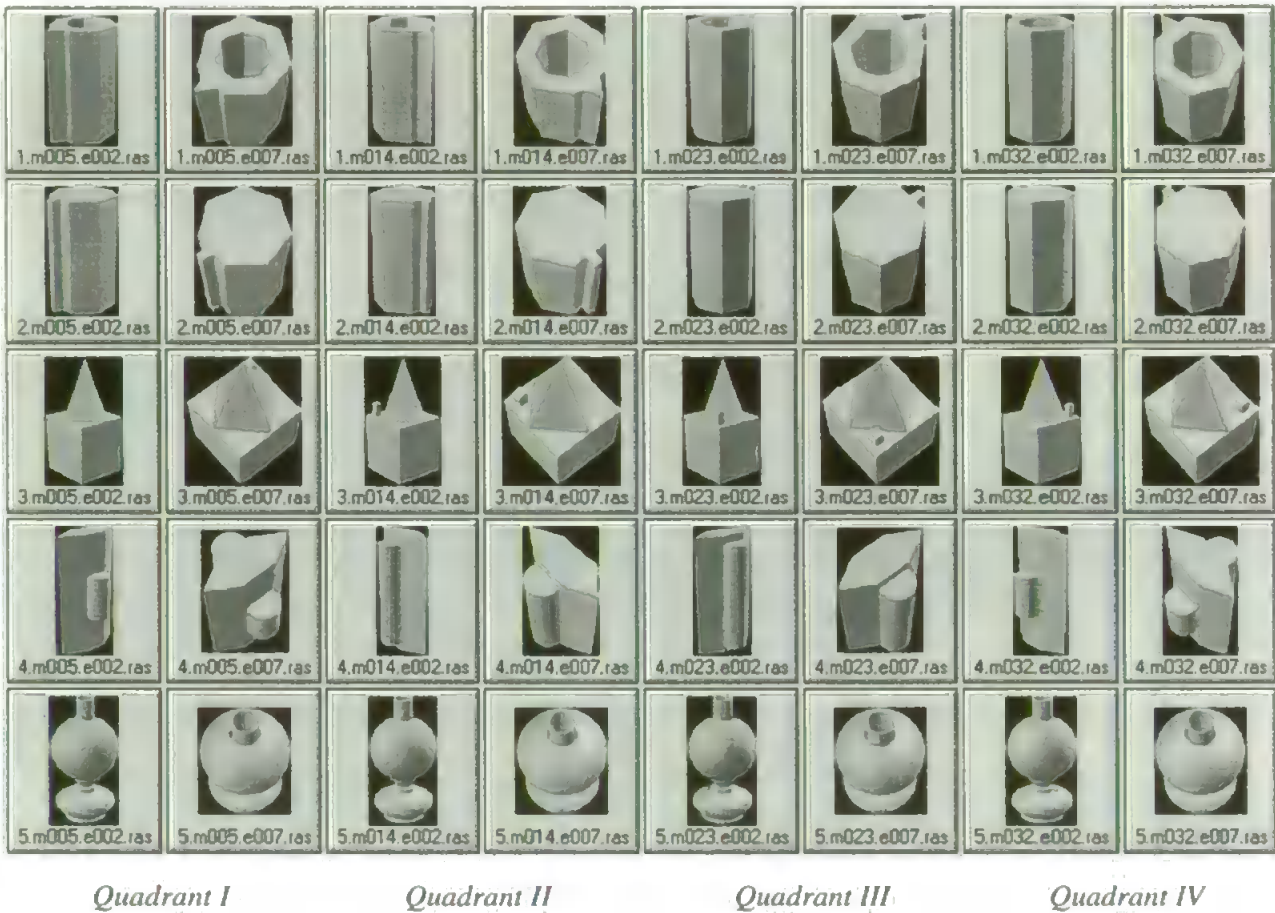 1.m005.e002.ras 1.m005.e007.ras 1.m014.e002.ras 1.m014.e007.ras 1.m023.e002.ras 1.m023.e007.ras 1.m032.e002.ras 1.m032.e007.ras
2.m005.e002.ras 2.m005.e007.ras 2.m014.e002.ras 2.m014.e007.ras 2.m023.e002.ras 2.m023.e007.ras 2.m032.e002.ras 2.m032.e007.ras
3.m005.e002.ras 3.m005.e007.ras 3.m014.e002.ras 3.m014.e007.ras 3.m023.e002.ras 3.m023.e007.ras 3.m032.e002.ras 3.m032.e007.ras
4.m005.e002.ras 4.m005.e007.ras 4.m014.e002.ras 4.m014.e007.ras 4.m023.e002.ras 4.m023.e007.ras 4.m032.e002.ras 4.m032.e007.ras
5.m005.e002.ras 5.m005.e007.ras 5.m014.e002.ras 5.m014.e007.ras 5.m023.e002.ras 5.m023.e007.ras 5.m032.e002.ras 5.m032.e007.ras
Quadrant I Quadrant II Quadrant III Quadrant IV